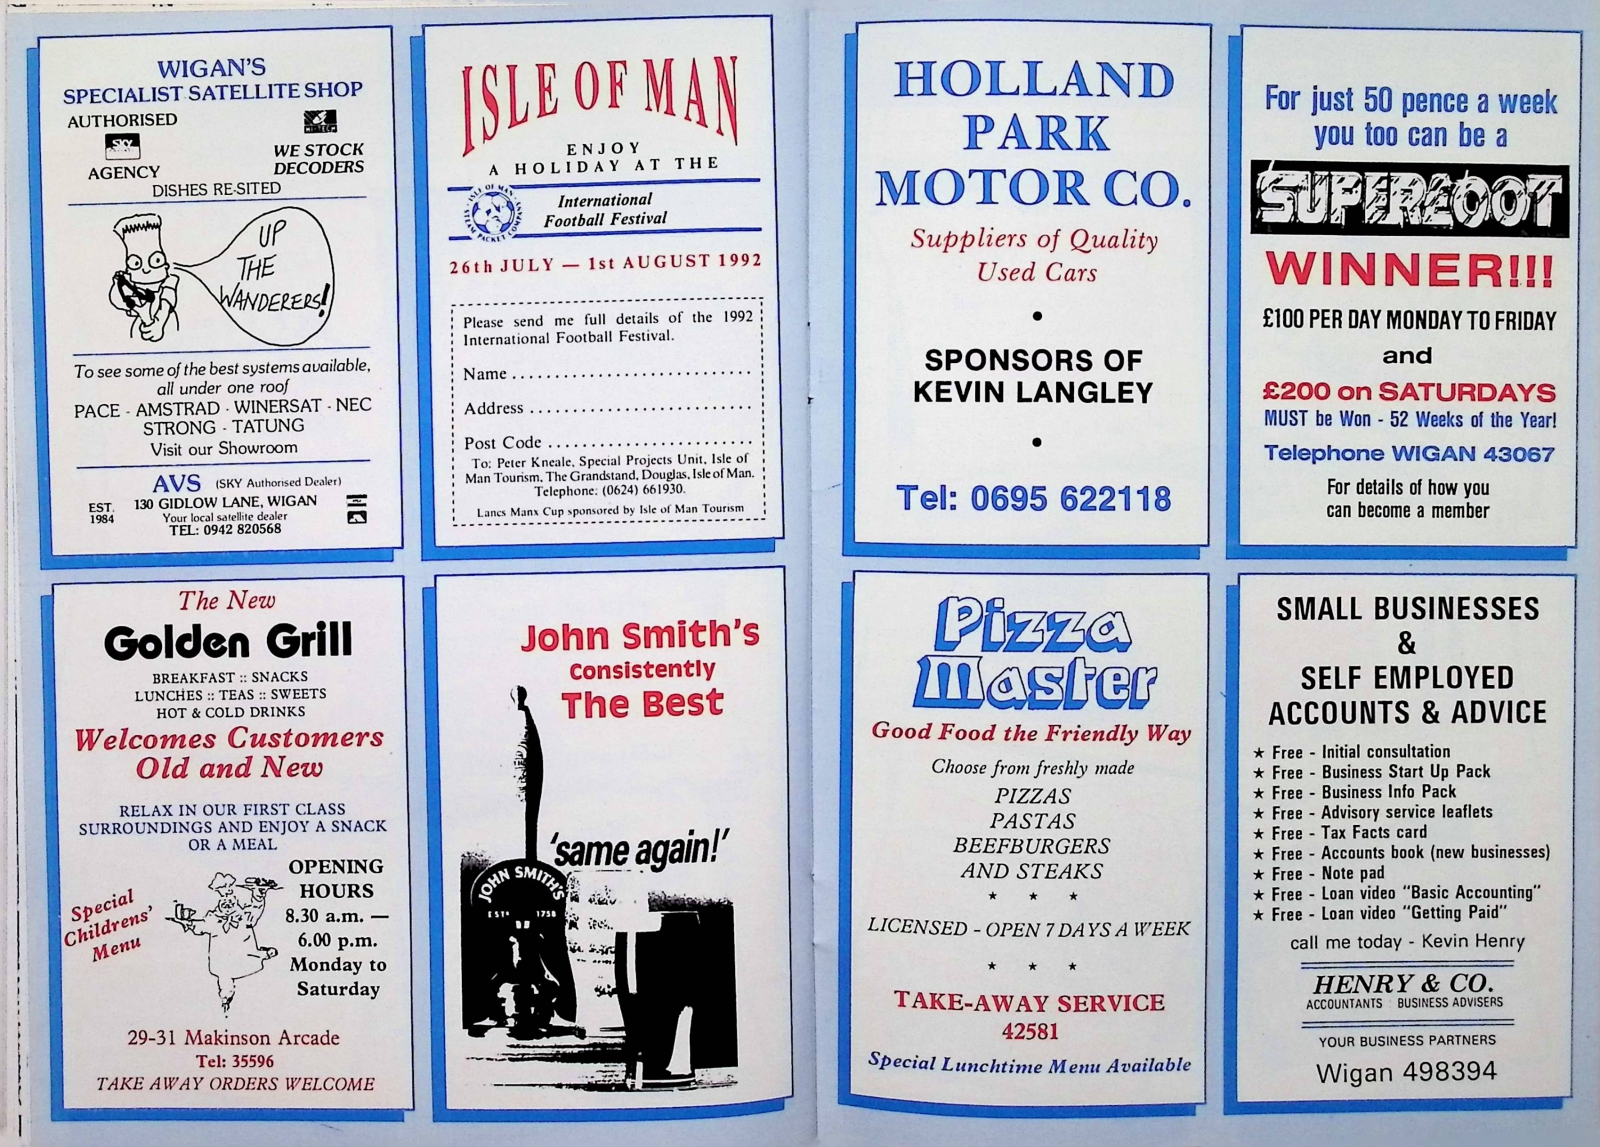 WIGAN'S
SPECIALIST SATELLITE SHOP
AUTHORISED
SKY
AGENCY
WE STOCK
DECODERS
DISHES RE-SITED
UP
THE
WANDERERS!
To see some of the best systems available,
all under one roof
PACE - AMSTRAD - WINERSAT - NEC
STRONG - TATUNG
Visit our Showroom
AVS (SKY Authorised Dealer)
EST. 1984
130 GIDLOW LANE, WIGAN
Your local satellite dealer
TEL: 0942 820568
ISLE OF MAN
ENJOY
A HOLIDAY AT THE
ISLE OF MAN
STEAM PACKET COMPANY
International
Football Festival
26th JULY — 1st AUGUST 1992
Please send me full details of the 1992
International Football Festival.
Name ..............................
Address ..............................
Post Code ..............................
To: Peter Kneale, Special Projects Unit, Isle of
Man Tourism, The Grandstand, Douglas, Isle of Man.
Telephone: (0624) 661930.
Lancs Manx Cup sponsored by Isle of Man Tourism
HOLLAND
PARK
MOTOR CO.
Suppliers of Quality
Used Cars
•
SPONSORS OF
KEVIN LANGLEY
•
Tel: 0695 622118
For just 50 pence a week
you too can be a
SUPERLOOT
WINNER!!!
£100 PER DAY MONDAY TO FRIDAY
and
£200 on SATURDAYS
MUST be Won - 52 Weeks of the Year!
Telephone WIGAN 43067
For details of how you
can become a member
The New
Golden Grill
BREAKFAST :: SNACKS
LUNCHES :: TEAS :: SWEETS
HOT & COLD DRINKS
Welcomes Customers
Old and New
RELAX IN OUR FIRST CLASS
SURROUNDINGS AND ENJOY A SNACK
OR A MEAL
Special
Childrens'
Menu
OPENING
HOURS
8.30 a.m. —
6.00 p.m.
Monday to
Saturday
29-31 Makinson Arcade
Tel: 35596
TAKE AWAY ORDERS WELCOME
John Smith's
Consistently
The Best
'same again!'
JOHN SMITH'S
ESTD 1758
Pizza
Master
Good Food the Friendly Way
Choose from freshly made
PIZZAS
PASTAS
BEEFBURGERS
AND STEAKS
* * *
LICENSED - OPEN 7 DAYS A WEEK
* * *
TAKE-AWAY SERVICE
42581
Special Lunchtime Menu Available
SMALL BUSINESSES
&
SELF EMPLOYED
ACCOUNTS & ADVICE
★ Free - Initial consultation
★ Free - Business Start Up Pack
★ Free - Business Info Pack
★ Free - Advisory service leaflets
★ Free - Tax Facts card
★ Free - Accounts book (new businesses)
★ Free - Note pad
★ Free - Loan video "Basic Accounting"
★ Free - Loan video "Getting Paid"
call me today - Kevin Henry
HENRY & CO.
ACCOUNTANTS BUSINESS ADVISERS
YOUR BUSINESS PARTNERS
Wigan 498394